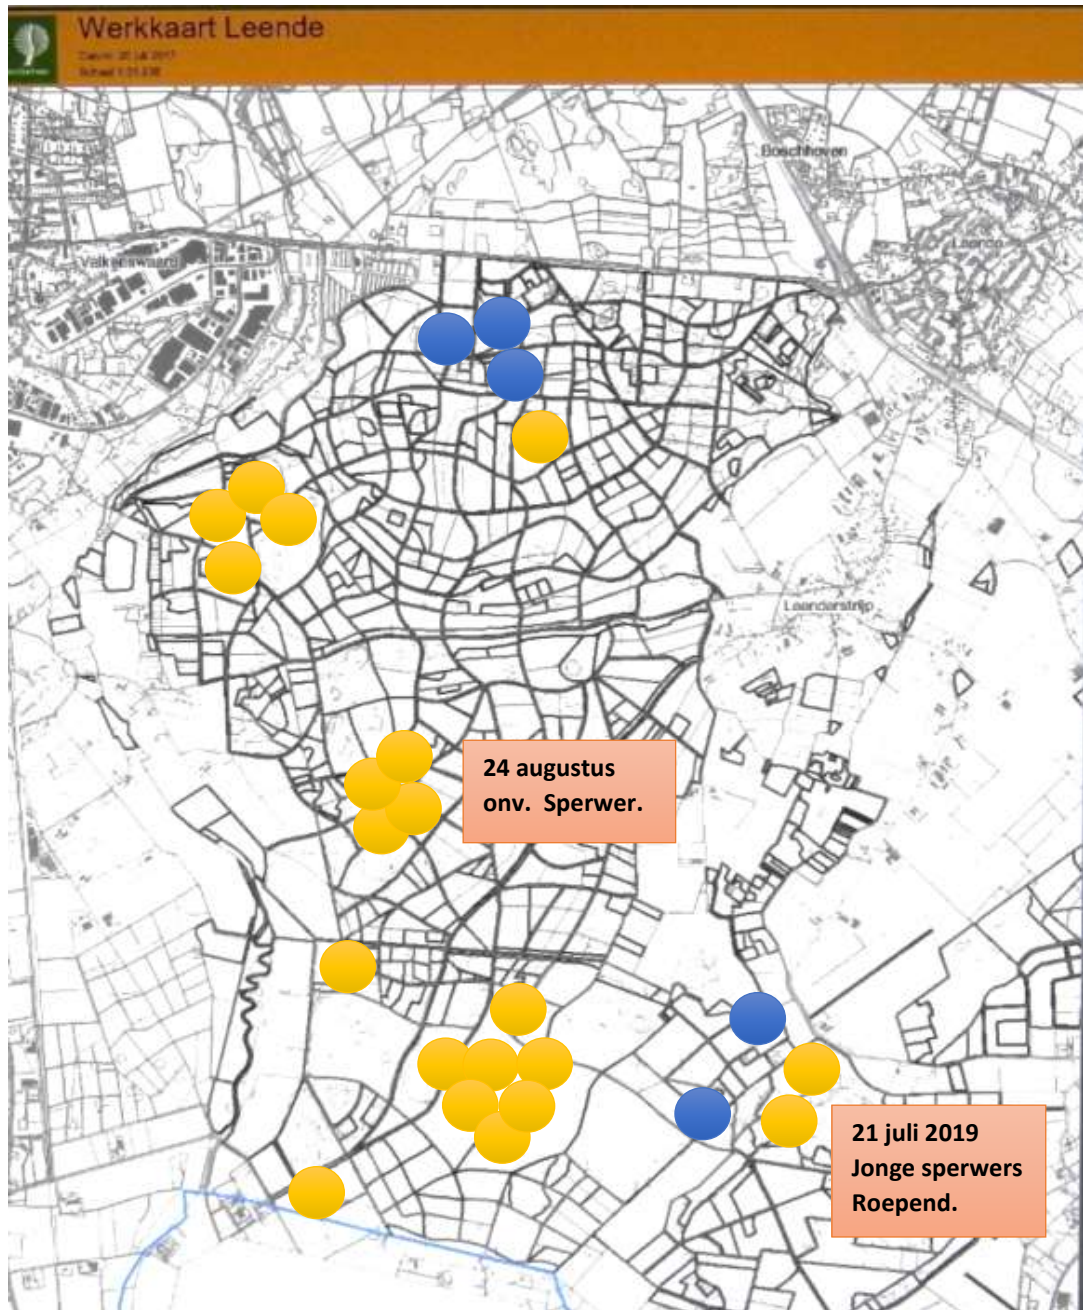 Werkkaart Leende
Boschhoven
Leende
Valkenswaard
Leenderstrijp
24 augustus
onv. Sperwer.
21 juli 2019
Jonge sperwers
Roepend.